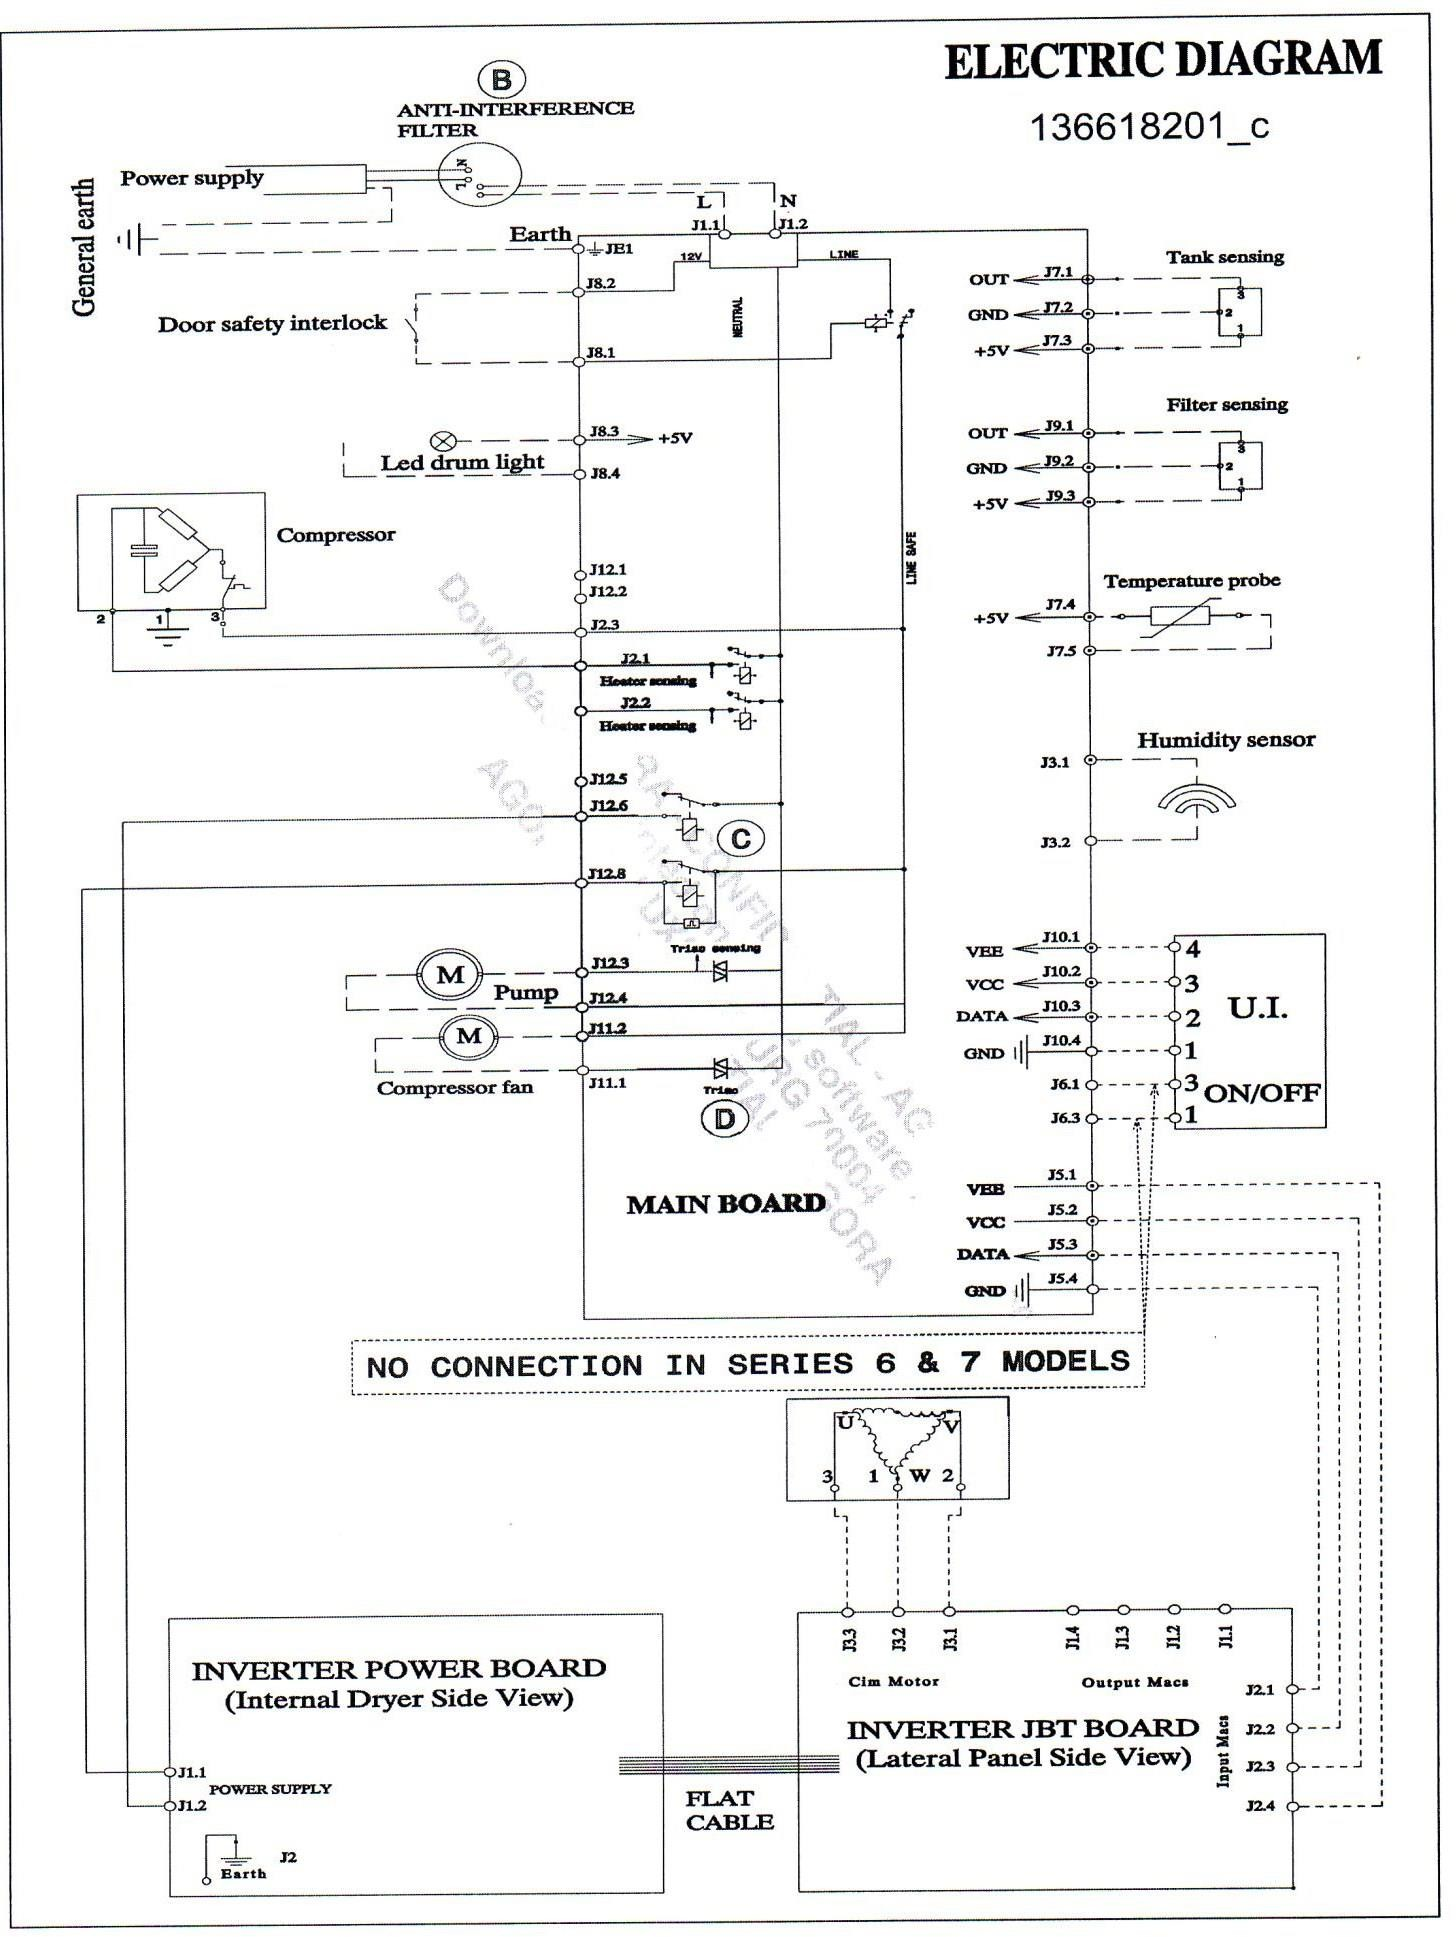 ELECTRIC DIAGRAM
136618201_c
B
ANTI-INTERFERENCE
FILTER
Power supply
N
L
General earth
L
N
J1.1
J1.2
Earth
JE1
12V
LINE
J8.2
NEUTRAL
Door safety interlock
J8.1
J8.3
+5V
Led drum light
J8.4
LINE SAFE
Compressor
2
1
3
J12.1
J12.2
J2.3
J2.1
Heater sensing
J2.2
Heater sensing
J12.5
J12.6
C
J12.8
Triac sensing
J12.3
M
Pump
J12.4
M
J11.2
Compressor fan
J11.1
Triac
D
MAIN BOARD
Tank sensing
OUT
J7.1
3
GND
J7.2
2
+5V
J7.3
1
Filter sensing
OUT
J9.1
3
GND
J9.2
2
+5V
J9.3
1
Temperature probe
+5V
J7.4
J7.5
Humidity sensor
J3.1
J3.2
VEE
J10.1
4
VCC
J10.2
3
U.I.
DATA
J10.3
2
GND
J10.4
1
J6.1
3
ON/OFF
J6.3
1
VEE
J5.1
VCC
J5.2
DATA
J5.3
GND
J5.4
NO CONNECTION IN SERIES 6 & 7 MODELS
U
V
3
1
W
2
J3.3
J3.2
J3.1
J1.4
J1.3
J1.2
J1.1
Cim Motor
Output Macs
INVERTER JBT BOARD
(Lateral Panel Side View)
Input Macs
J2.1
J2.2
J2.3
J2.4
INVERTER POWER BOARD
(Internal Dryer Side View)
J1.1
POWER SUPPLY
J1.2
Earth
J2
FLAT
CABLE